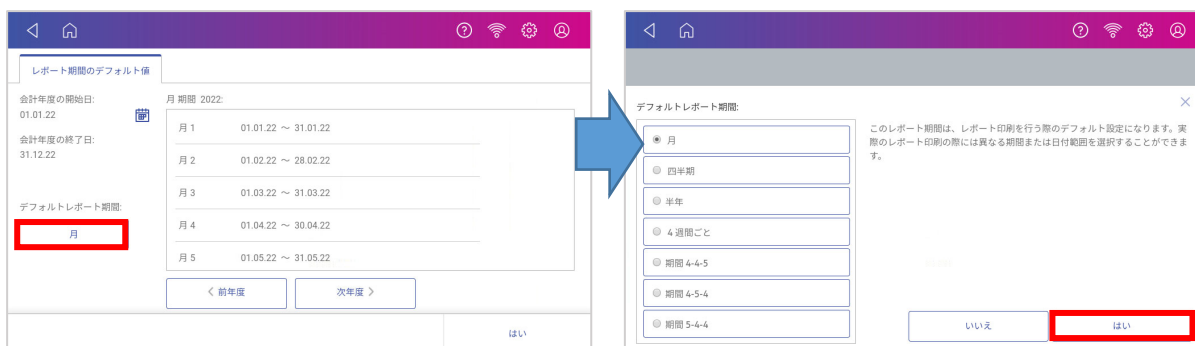 レポート期間のデフォルト値
会計年度の開始日:
01.01.22
会計年度の終了日:
31.12.22
デフォルトレポート期間:
月
月 期間 2022:
月 1 01.01.22 ～ 31.01.22
月 2 01.02.22 ～ 28.02.22
月 3 01.03.22 ～ 31.03.22
月 4 01.04.22 ～ 30.04.22
月 5 01.05.22 ～ 31.05.22
前年度
次年度
はい
デフォルトレポート期間:
月
四半期
半年
4 週間ごと
期間 4-4-5
期間 4-5-4
期間 5-4-4
このレポート期間は、レポート印刷を行う際のデフォルト設定になります。実
際のレポート印刷の際には異なる期間または日付範囲を選択することができま
す。
いいえ
はい